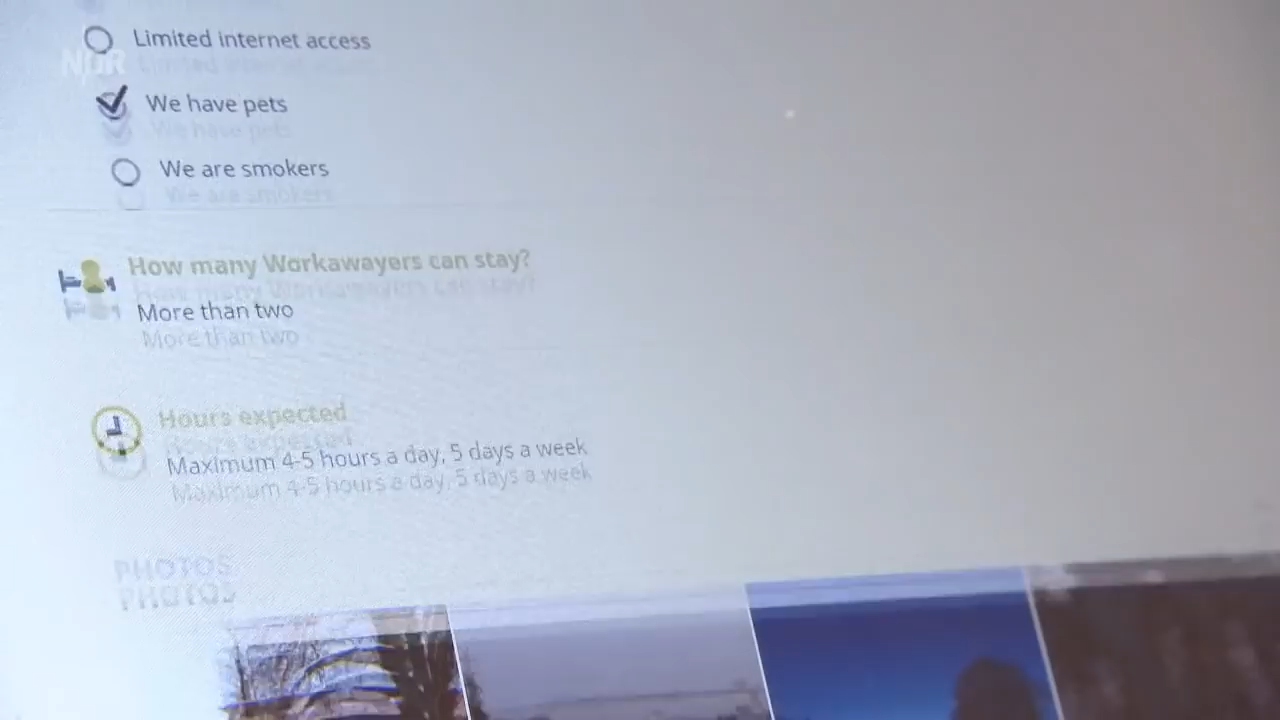 Limited internet access
NDR
We have pets
We are smokers
How many Workawayers can stay?
More than two
Hours expected
Maximum 4-5 hours a day, 5 days a week
PHOTOS